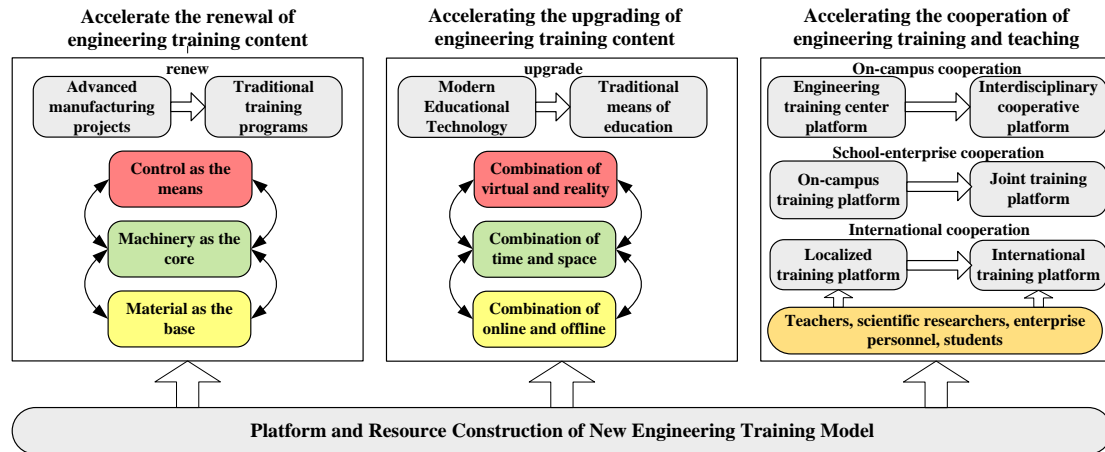 Accelerate the renewal of
engineering training content
renew
Advanced
manufacturing
projects
Traditional
training
programs
Control as the
means
Machinery as the
core
Material as the
base
Accelerating the upgrading of
engineering training content
upgrade
Modern
Educational
Technology
Traditional
means of
education
Combination of
virtual and reality
Combination of
time and space
Combination of
online and offline
Accelerating the cooperation of
engineering training and teaching
On-campus cooperation
Engineering
training center
platform
Interdisciplinary
cooperative
platform
School-enterprise cooperation
On-campus
training platform
Joint training
platform
International cooperation
Localized
training platform
International
training platform
Teachers, scientific researchers, enterprise
personnel, students
Platform and Resource Construction of New Engineering Training Model